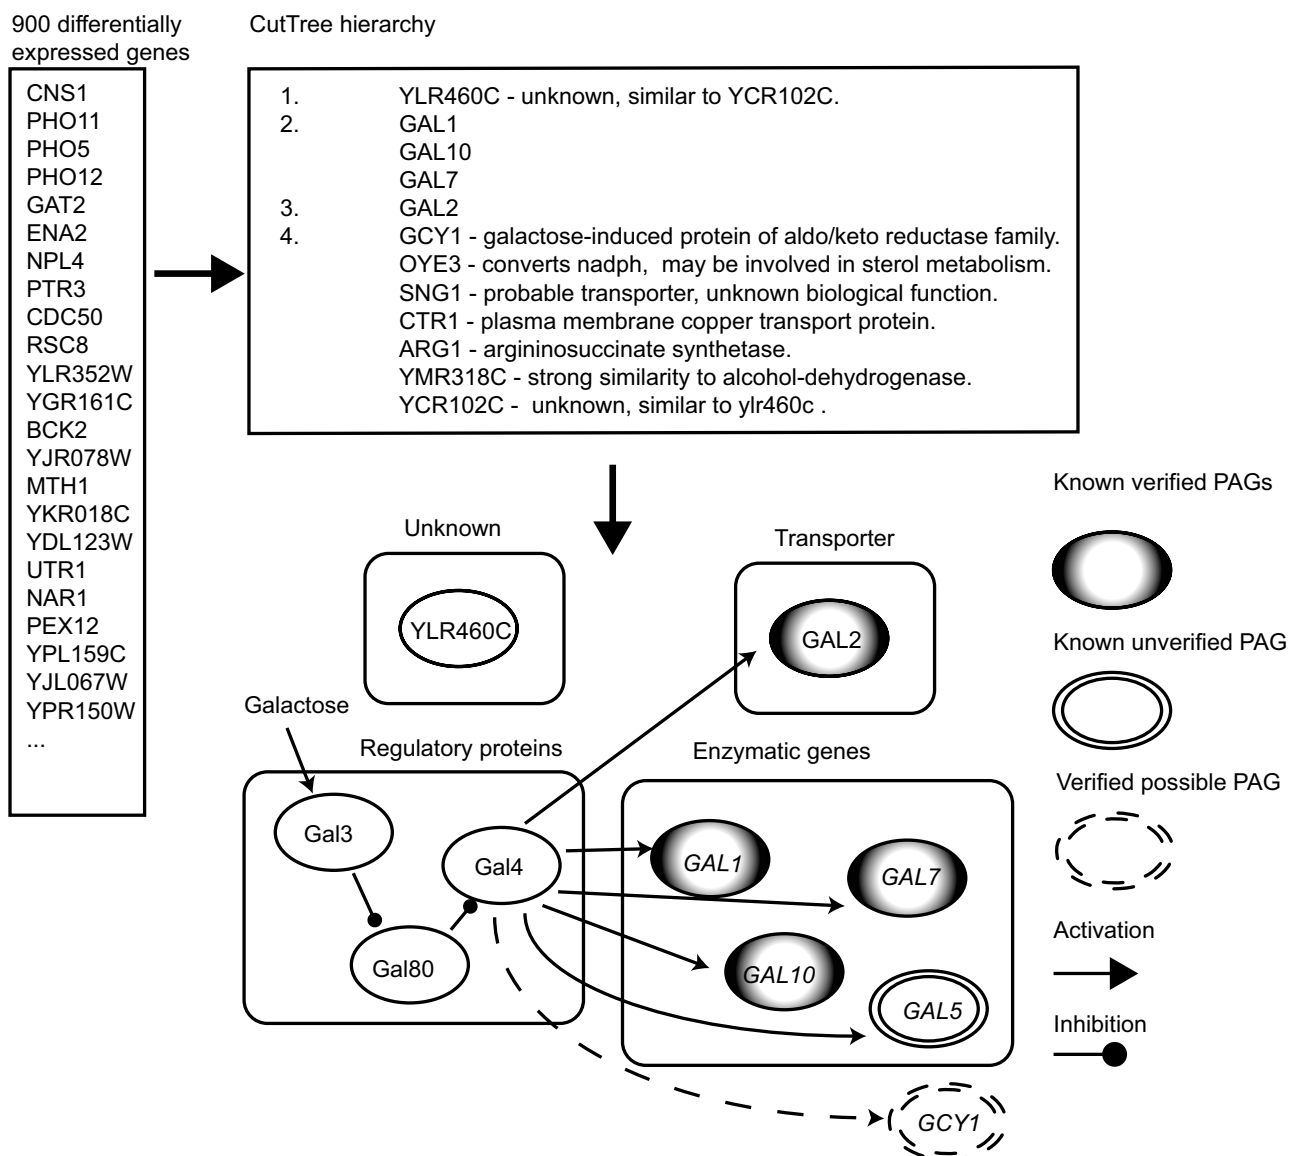 900 differentially
expressed genes
CNS1
PHO11
PHO5
PHO12
GAT2
ENA2
NPL4
PTR3
CDC50
RSC8
YLR352W
YGR161C
BCK2
YJR078W
MTH1
YKR018C
YDL123W
UTR1
NAR1
PEX12
YPL159C
YJL067W
YPR150W
...
CutTree hierarchy
1. YLR460C - unknown, similar to YCR102C.
2. GAL1
GAL10
GAL7
3. GAL2
4. GCY1 - galactose-induced protein of aldo/keto reductase family.
OYE3 - converts nadph, may be involved in sterol metabolism.
SNG1 - probable transporter, unknown biological function.
CTR1 - plasma membrane copper transport protein.
ARG1 - argininosuccinate synthetase.
YMR318C - strong similarity to alcohol-dehydrogenase.
YCR102C - unknown, similar to ylr460c .
Unknown
YLR460C
Transporter
GAL2
Galactose
Regulatory proteins
Gal3
Gal4
Gal80
Enzymatic genes
GAL1
GAL7
GAL10
GAL5
GCY1
Known verified PAGs
Known unverified PAG
Verified possible PAG
Activation
Inhibition